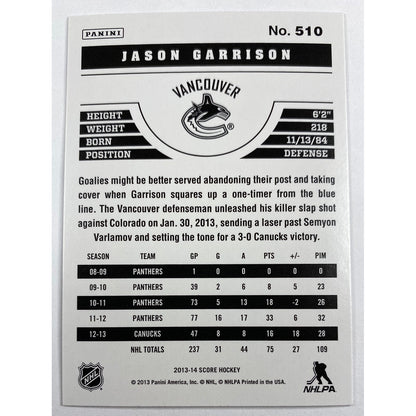 PANINI
No. 510
JASON GARRISON
VANCOUVER
®
HEIGHT 6'2"
WEIGHT 218
BORN 11/13/84
POSITION DEFENSE
Goalies might be better served abandoning their post and taking
cover when Garrison squares up a one-timer from the blue
line. The Vancouver defenseman unleashed his killer slap shot
against Colorado on Jan. 30, 2013, sending a laser past Semyon
Varlamov and setting the tone for a 3-0 Canucks victory.
SEASON TEAM GP G A PTS +/- PIM
08-09 PANTHERS 1 0 0 0 0 0
09-10 PANTHERS 39 2 6 8 5 23
10-11 PANTHERS 73 5 13 18 -2 26
11-12 PANTHERS 77 16 17 33 6 32
12-13 CANUCKS 47 8 8 16 18 28
NHL TOTALS 237 31 44 75 27 109
2013-14 SCORE HOCKEY
© 2013 Panini America, Inc. © NHL, © NHLPA Printed in the USA.
NHL
NHLPA